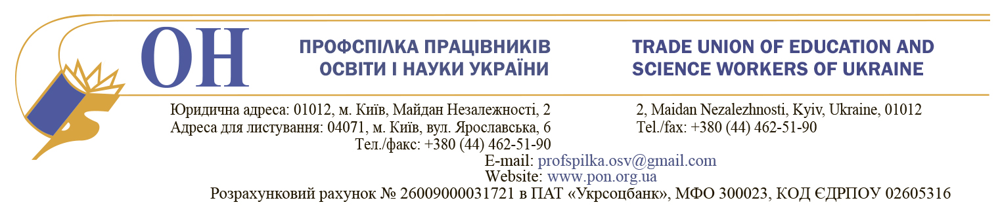 ОН
ПРОФСПІЛКА ПРАЦІВНИКІВ
ОСВІТИ І НАУКИ УКРАЇНИ
TRADE UNION OF EDUCATION AND
SCIENCE WORKERS OF UKRAINE
Юридична адреса: 01012, м. Київ, Майдан Незалежності, 2
Адреса для листування: 04071, м. Київ, вул. Ярославська, 6
Тел./факс: +380 (44) 462-51-90
2, Maidan Nezalezhnosti, Kyiv, Ukraine, 01012
Tel./fax: +380 (44) 462-51-90
E-mail: profspilka.osv@gmail.com
Website: www.pon.org.ua
Розрахунковий рахунок № 26009000031721 в ПАТ «Укрсоцбанк», МФО 300023, КОД ЄДРПОУ 02605316